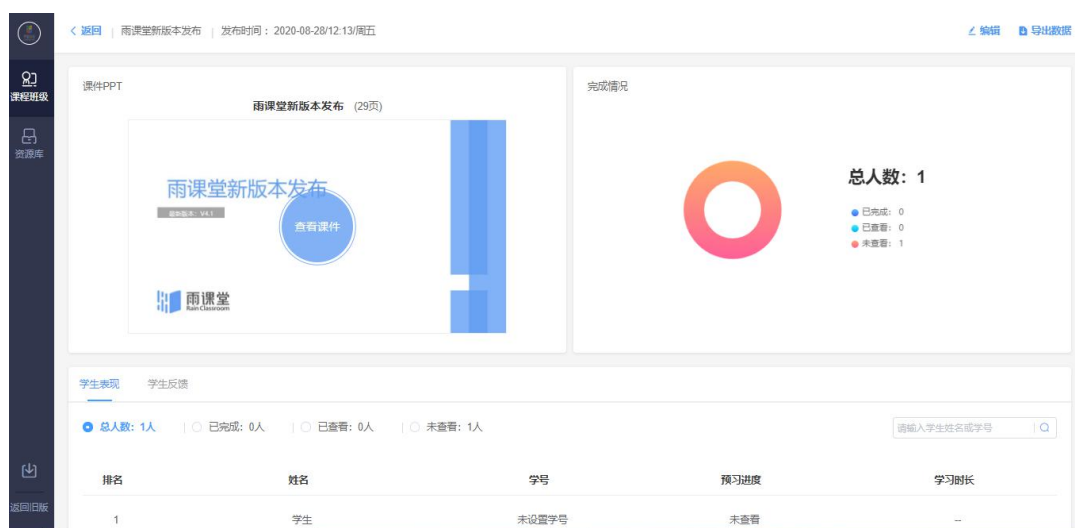 返回 | 雨课堂新版本发布 | 发布时间：2020-08-28/12:13/周五
编辑 导出数据
课程班级
资源库
返回旧版
课件PPT
雨课堂新版本发布 (29页)
雨课堂新版本发布
最新版本：V4.1
查看课件
雨课堂
Rain Classroom
完成情况
总人数：1
已完成：0
已查看：0
未查看：1
学生表现 学生反馈
总人数：1人 | 已完成：0人 | 已查看：0人 | 未查看：1人
请输入学生姓名或学号
排名 姓名 学号 预习进度 学习时长
1 学生 未设置学号 未查看 --